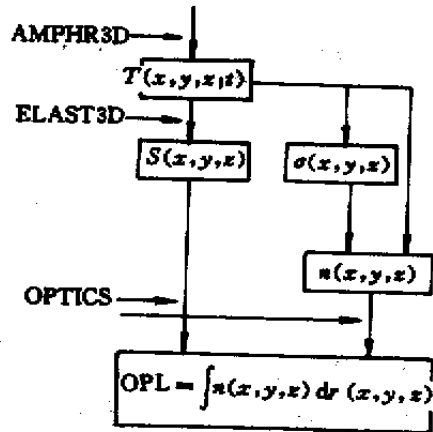 AMPHR3D
T(x,y,z,t)
ELAST3D
S(x,y,z)
σ(x,y,z)
n(x,y,z)
OPTICS
OPL = ∫n(x,y,z) dr (x,y,z)